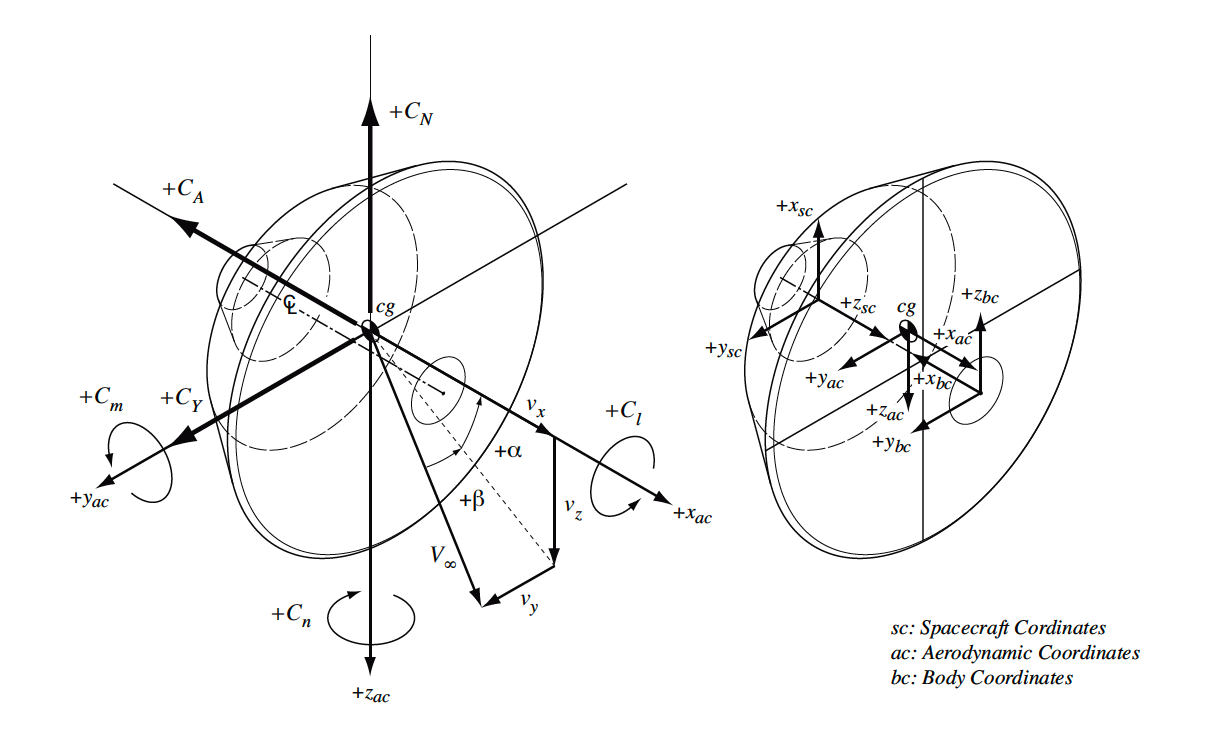 +C_N
+C_A
℄
cg
+C_m
+C_Y
v_x
+C_l
+α
+y_ac
+β
v_z
+x_ac
V_∞
v_y
+C_n
+z_ac
+x_sc
+z_sc
cg
+z_bc
+y_sc
+x_ac
+y_ac
+x_bc
+z_ac
+y_bc
sc: Spacecraft Cordinates
ac: Aerodynamic Coordinates
bc: Body Coordinates